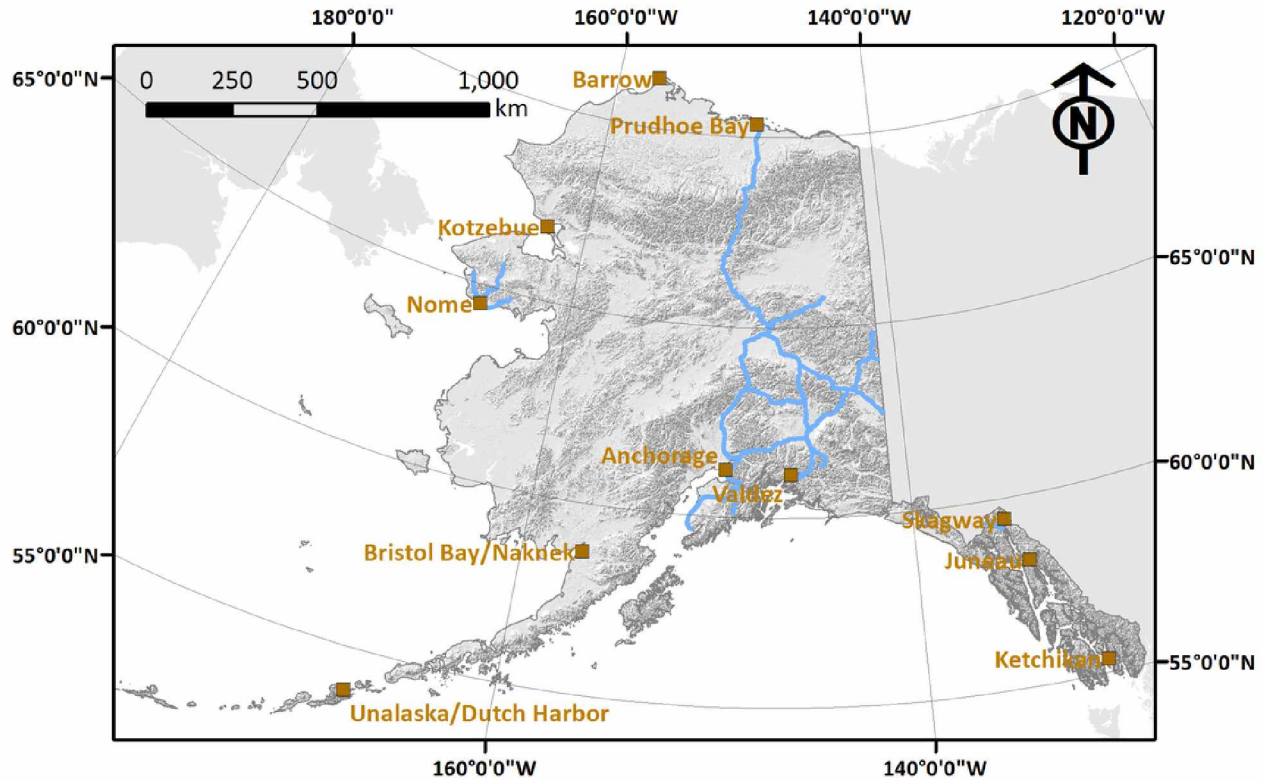 180°0'0" 160°0'0"W 140°0'0"W 120°0'0"W
65°0'0"N
0 250 500 1,000
km
Barrow
N
Prudhoe Bay
Kotzebue
65°0'0"N
Nome
60°0'0"N
Anchorage
60°0'0"N
Valdez
Skagway
Bristol Bay/Naknek
55°0'0"N
Juneau
Ketchikan
55°0'0"N
Unalaska/Dutch Harbor
160°0'0"W 140°0'0"W